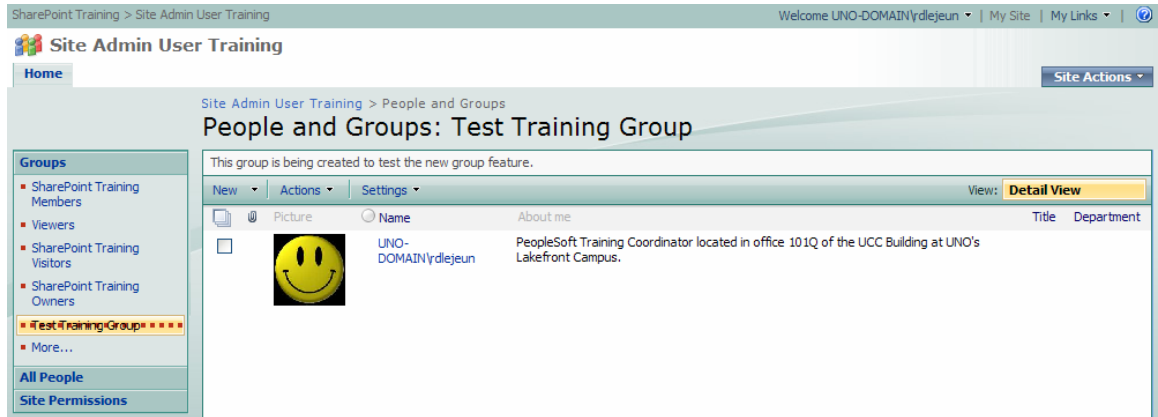 SharePoint Training > Site Admin User Training
Welcome UNO-DOMAIN\rdlejeun | My Site | My Links |
Site Admin User Training
Home
Site Actions
Site Admin User Training > People and Groups
People and Groups: Test Training Group
Groups
SharePoint Training
Members
Viewers
SharePoint Training
Visitors
SharePoint Training
Owners
Test Training Group
More...
All People
Site Permissions
This group is being created to test the new group feature.
New Actions Settings View: Detail View
Picture Name About me Title Department
UNO-
DOMAIN\rdlejeun
PeopleSoft Training Coordinator located in office 101Q of the UCC Building at UNO's
Lakefront Campus.